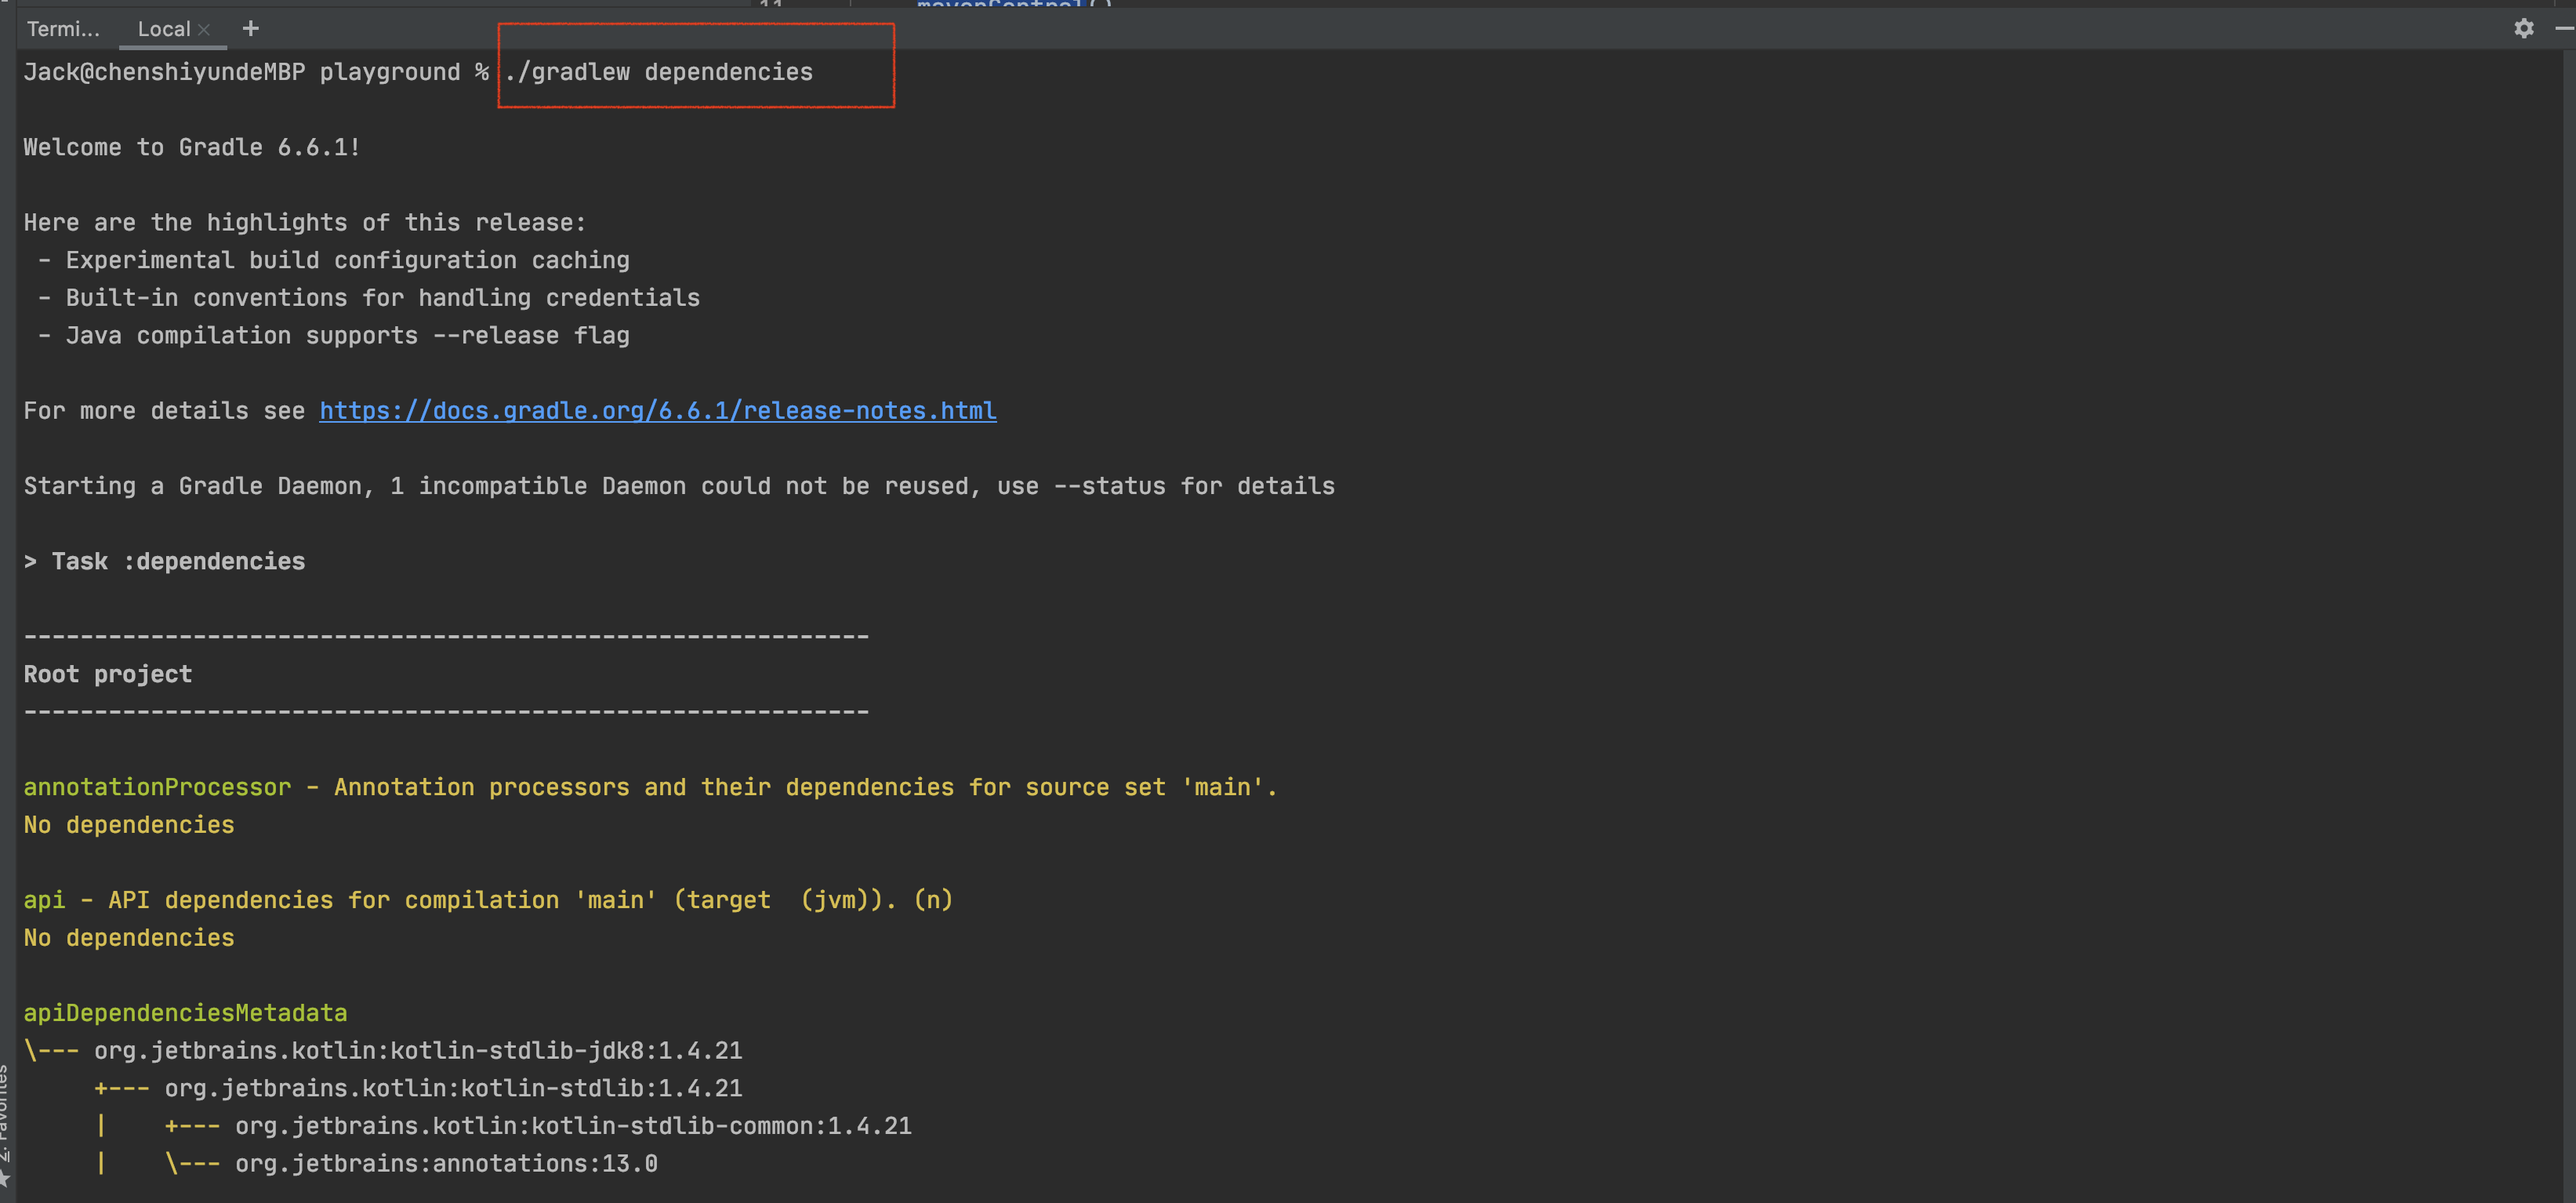 11 mavenCentral()
Termi... Local × +
Jack@chenshiyundeMBP playground % ./gradlew dependencies
Welcome to Gradle 6.6.1!
Here are the highlights of this release:
- Experimental build configuration caching
- Built-in conventions for handling credentials
- Java compilation supports --release flag
For more details see https://docs.gradle.org/6.6.1/release-notes.html
Starting a Gradle Daemon, 1 incompatible Daemon could not be reused, use --status for details
> Task :dependencies
------------------------------------------------------------
Root project
------------------------------------------------------------
annotationProcessor - Annotation processors and their dependencies for source set 'main'.
No dependencies
api - API dependencies for compilation 'main' (target  (jvm)). (n)
No dependencies
apiDependenciesMetadata
\--- org.jetbrains.kotlin:kotlin-stdlib-jdk8:1.4.21
     +--- org.jetbrains.kotlin:kotlin-stdlib:1.4.21
     |    +--- org.jetbrains.kotlin:kotlin-stdlib-common:1.4.21
     |    \--- org.jetbrains:annotations:13.0
2: Favorites